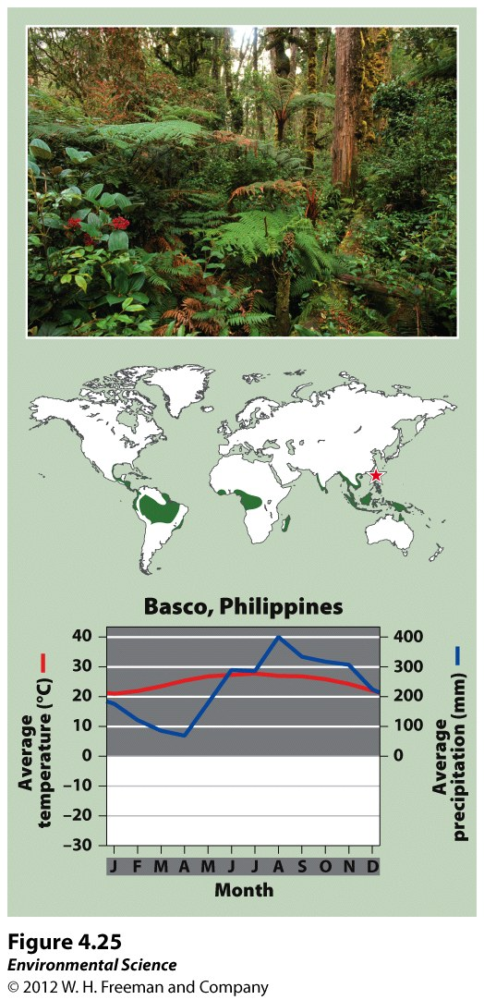 Basco, Philippines
40
30
20
10
0
–10
–20
–30
Average
temperature (°C)
400
300
200
100
0
Average
precipitation (mm)
J F M A M J J A S O N D
Month
Figure 4.25
Environmental Science
© 2012 W. H. Freeman and Company